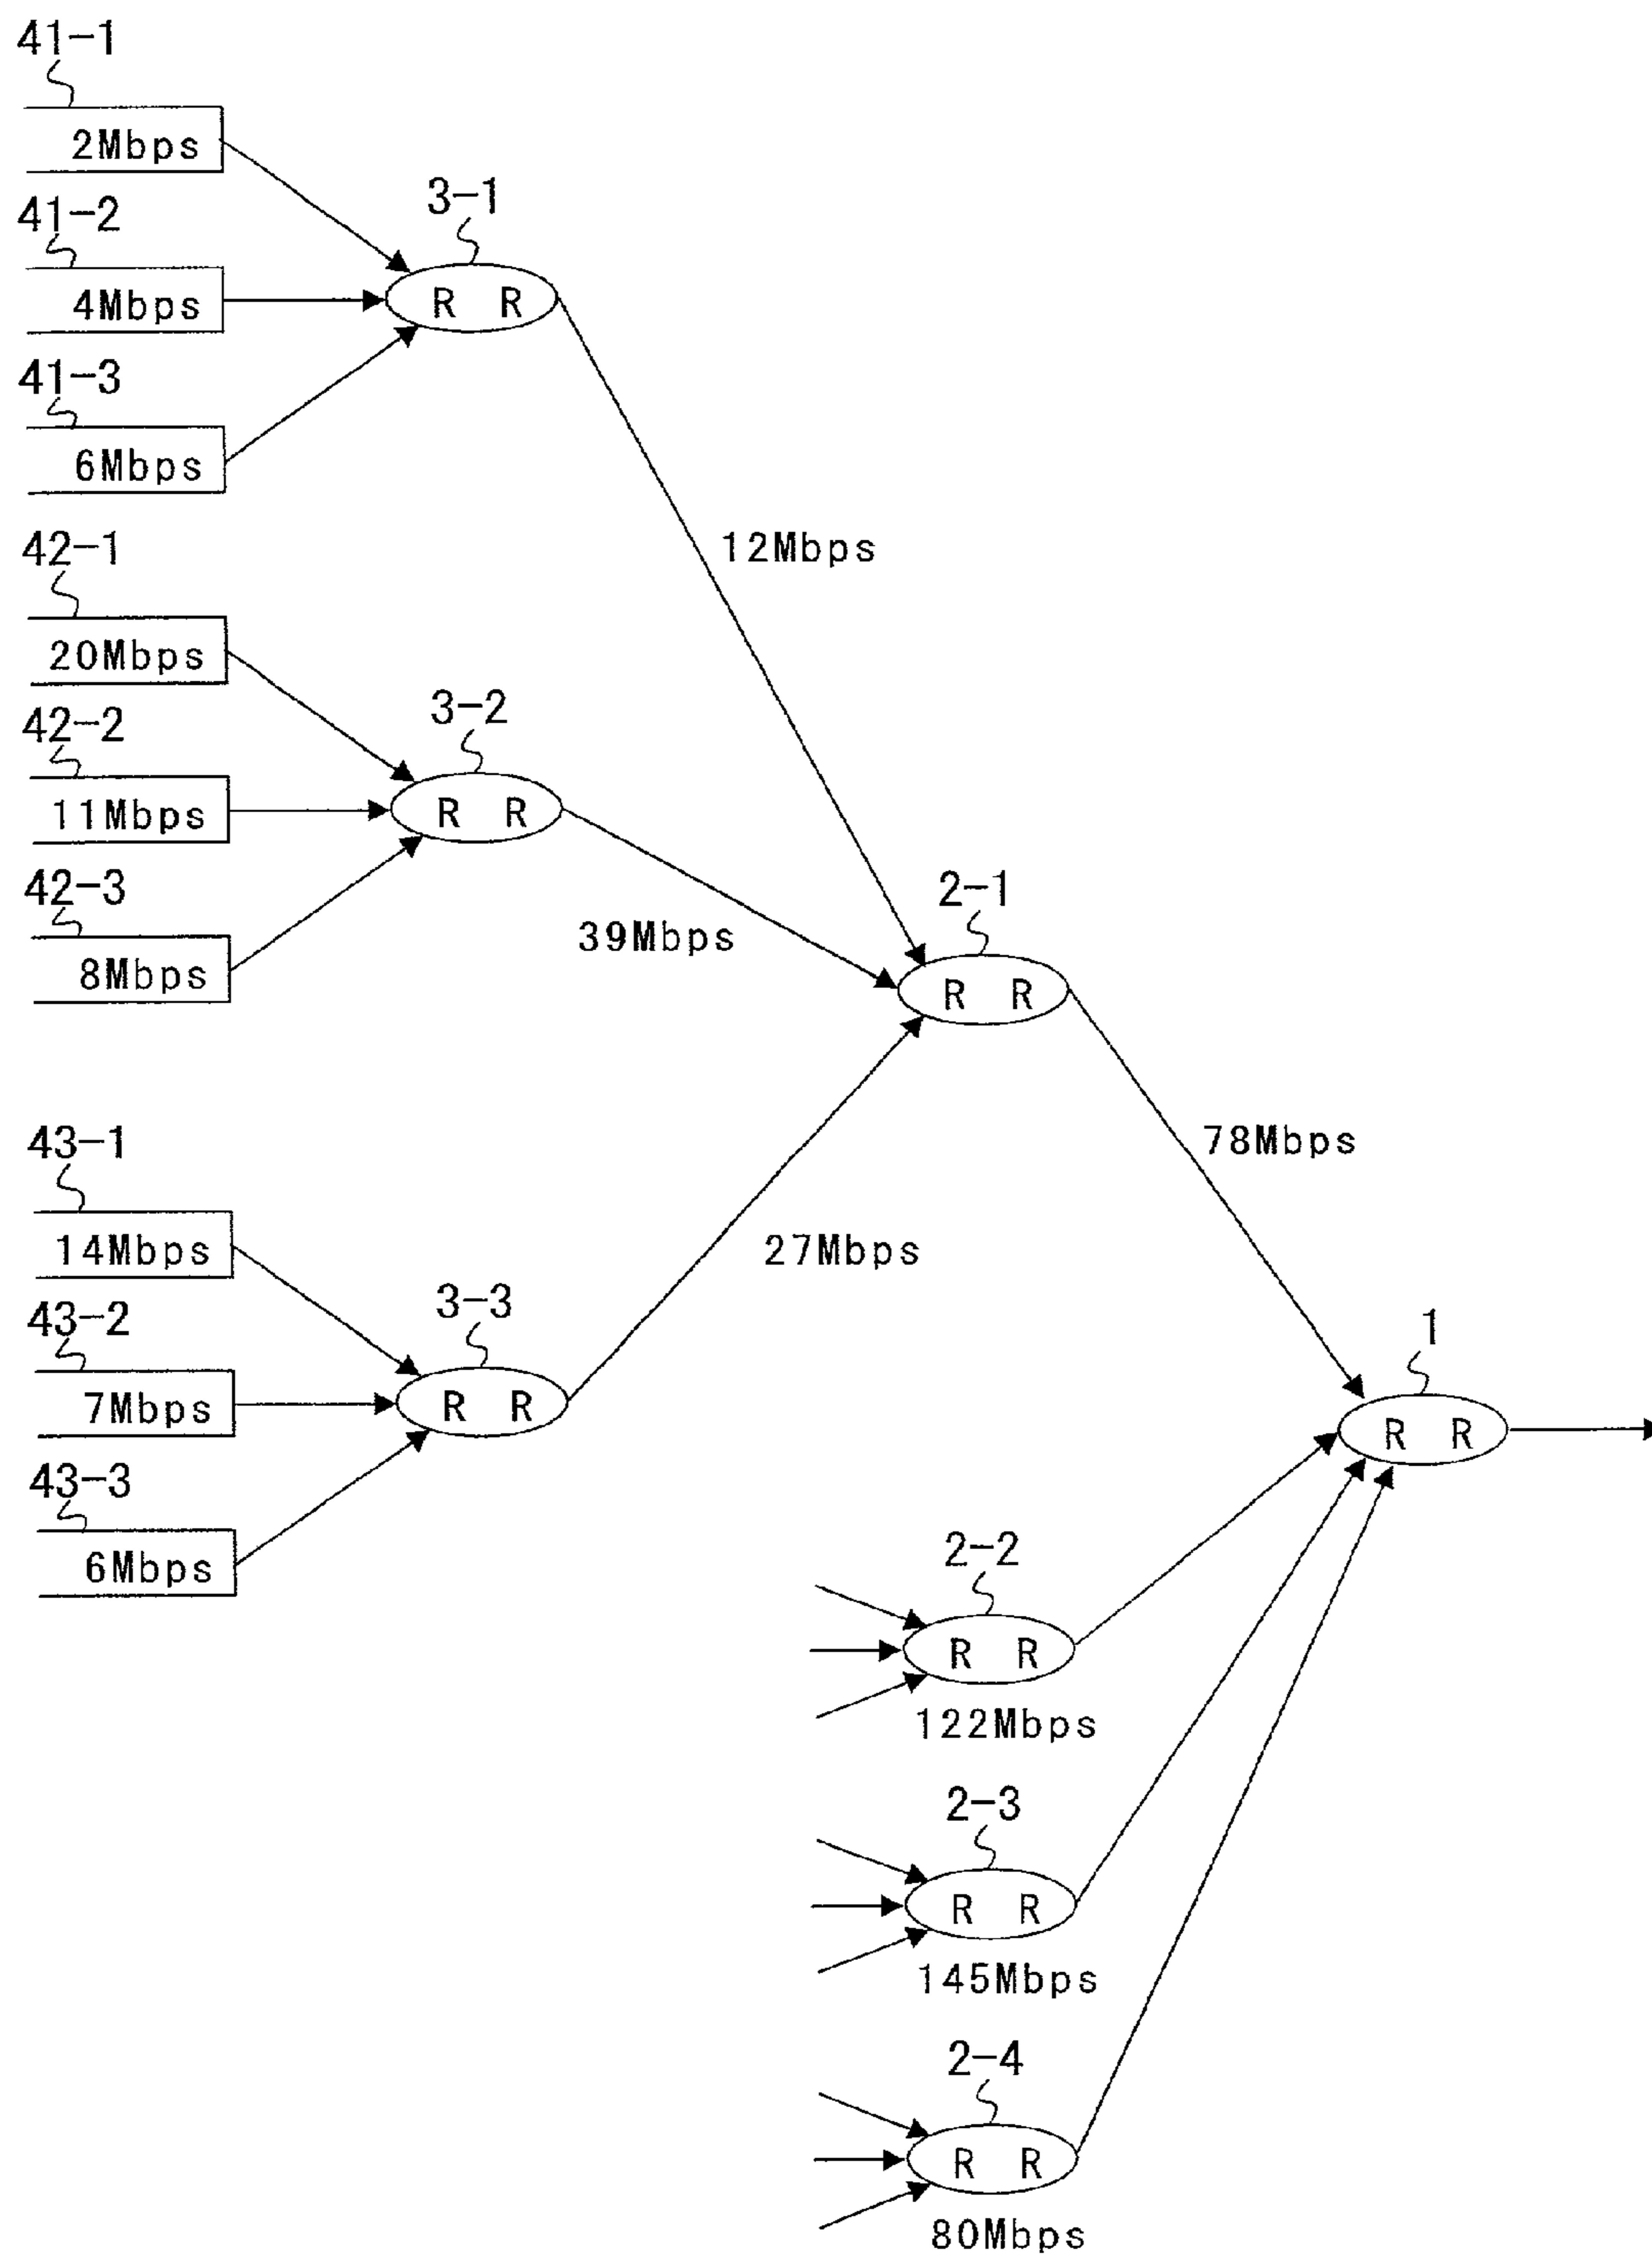 41-1
2Mbps
41-2
4Mbps
41-3
6Mbps
3-1
R R
12Mbps
42-1
20Mbps
42-2
11Mbps
42-3
8Mbps
3-2
R R
39Mbps
2-1
R R
78Mbps
43-1
14Mbps
43-2
7Mbps
43-3
6Mbps
3-3
R R
27Mbps
1
R R
2-2
R R
122Mbps
2-3
R R
145Mbps
2-4
R R
80Mbps